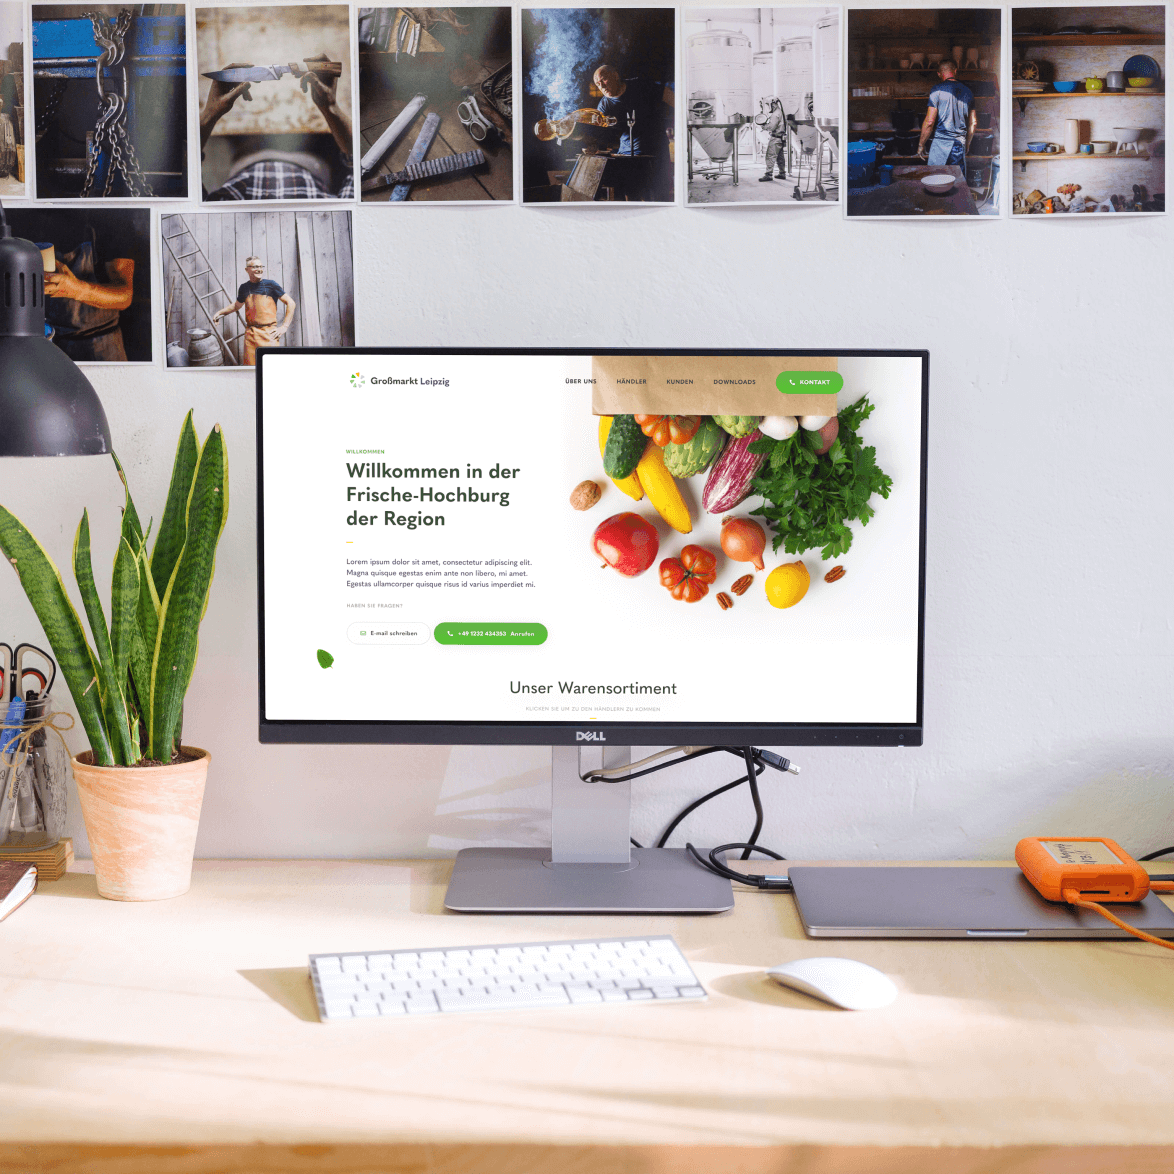 Großmarkt Leipzig
ÜBER UNS
HÄNDLER
KUNDEN
DOWNLOADS
KONTAKT
WILLKOMMEN
Willkommen in der
Frische-Hochburg
der Region
Lorem ipsum dolor sit amet, consectetur adipiscing elit.
Magna quisque egestas enim ante non libero, mi amet.
Egestas ullamcorper quisque risus id varius imperdiet mi.
HABEN SIE FRAGEN?
E-mail schreiben
+49 1232 434353 Anrufen
Unser Warensortiment
KLICKEN SIE UM ZU DEN HÄNDLERN ZU KOMMEN
DELL